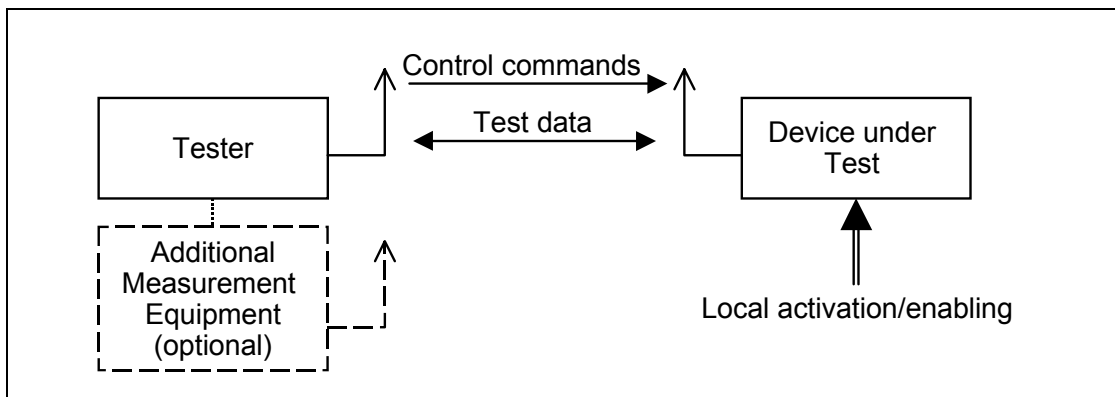 Control commands
Test data
Tester
Device under
Test
Additional
Measurement
Equipment
(optional)
Local activation/enabling